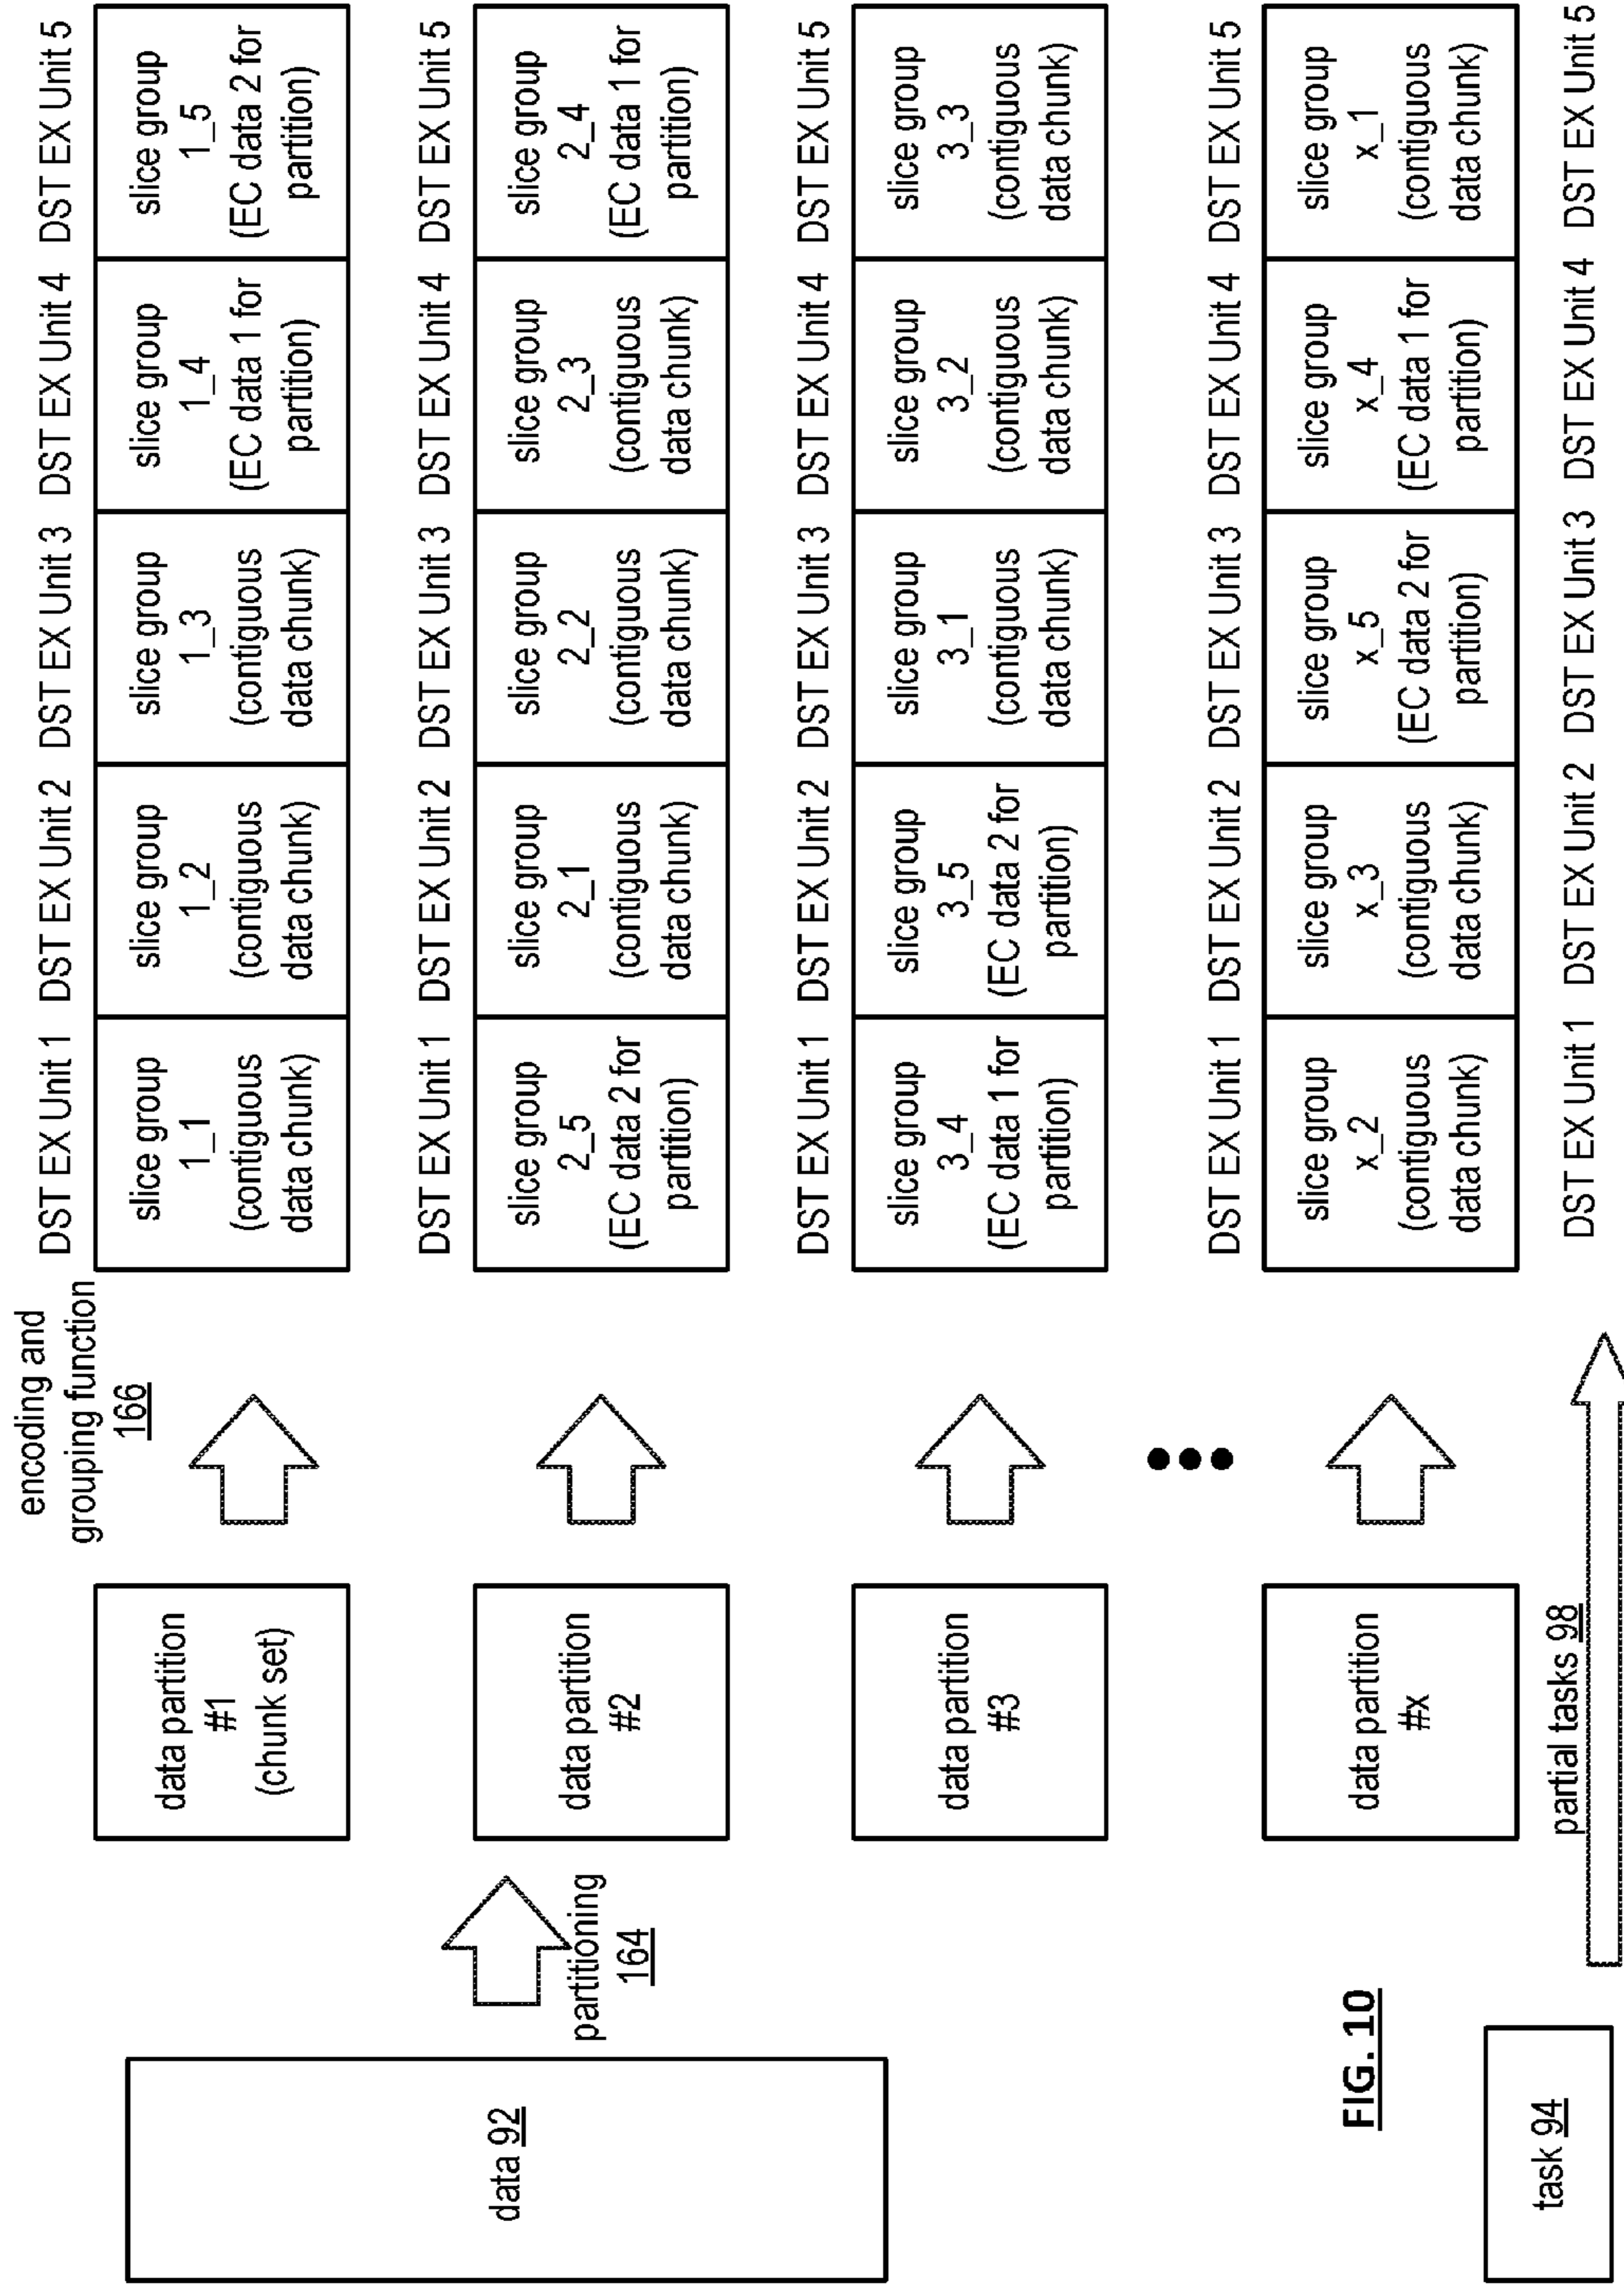 encoding and
grouping function
166
DST EX Unit 1 DST EX Unit 2 DST EX Unit 3 DST EX Unit 4 DST EX Unit 5
data partition
#1
(chunk set)
slice group
1_1
(contiguous
data chunk)
slice group
1_2
(contiguous
data chunk)
slice group
1_3
(contiguous
data chunk)
slice group
1_4
(EC data 1 for
partition)
slice group
1_5
(EC data 2 for
partition)
data 92
partitioning
164
DST EX Unit 1 DST EX Unit 2 DST EX Unit 3 DST EX Unit 4 DST EX Unit 5
data partition
#2
slice group
2_5
(EC data 2 for
partition)
slice group
2_1
(contiguous
data chunk)
slice group
2_2
(contiguous
data chunk)
slice group
2_3
(contiguous
data chunk)
slice group
2_4
(EC data 1 for
partition)
DST EX Unit 1 DST EX Unit 2 DST EX Unit 3 DST EX Unit 4 DST EX Unit 5
data partition
#3
slice group
3_4
(EC data 1 for
partition)
slice group
3_5
(EC data 2 for
partition)
slice group
3_1
(contiguous
data chunk)
slice group
3_2
(contiguous
data chunk)
slice group
3_3
(contiguous
data chunk)
DST EX Unit 1 DST EX Unit 2 DST EX Unit 3 DST EX Unit 4 DST EX Unit 5
data partition
#x
slice group
x_2
(contiguous
data chunk)
slice group
x_3
(contiguous
data chunk)
slice group
x_5
(EC data 2 for
partition)
slice group
x_4
(EC data 1 for
partition)
slice group
x_1
(contiguous
data chunk)
FIG. 10
task 94
partial tasks 98
DST EX Unit 1 DST EX Unit 2 DST EX Unit 3 DST EX Unit 4 DST EX Unit 5